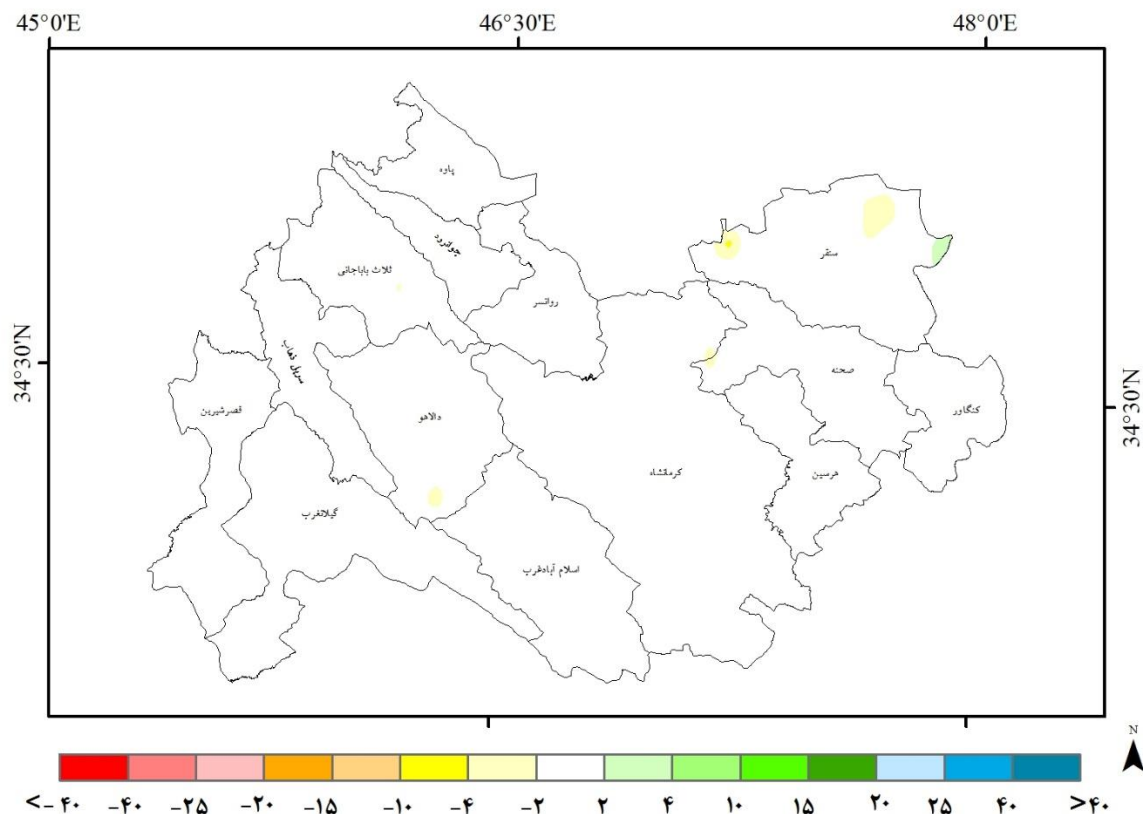 45°0'E 46°30'E 48°0'E
پاوه
جوانرود
سنقر
ثلاث باباجانی
روانسر
34°30'N
سرپل ذهاب
صحنه
34°30'N
قصرشیرین
دالاهو
کنگاور
کرمانشاه
هرسین
گیلانغرب
اسلام آبادغرب
N
<-۴۰ -۴۰ -۲۵ -۲۰ -۱۵ -۱۰ -۴ -۲ ۲ ۴ ۱۰ ۱۵ ۲۰ ۲۵ ۴۰ >۴۰